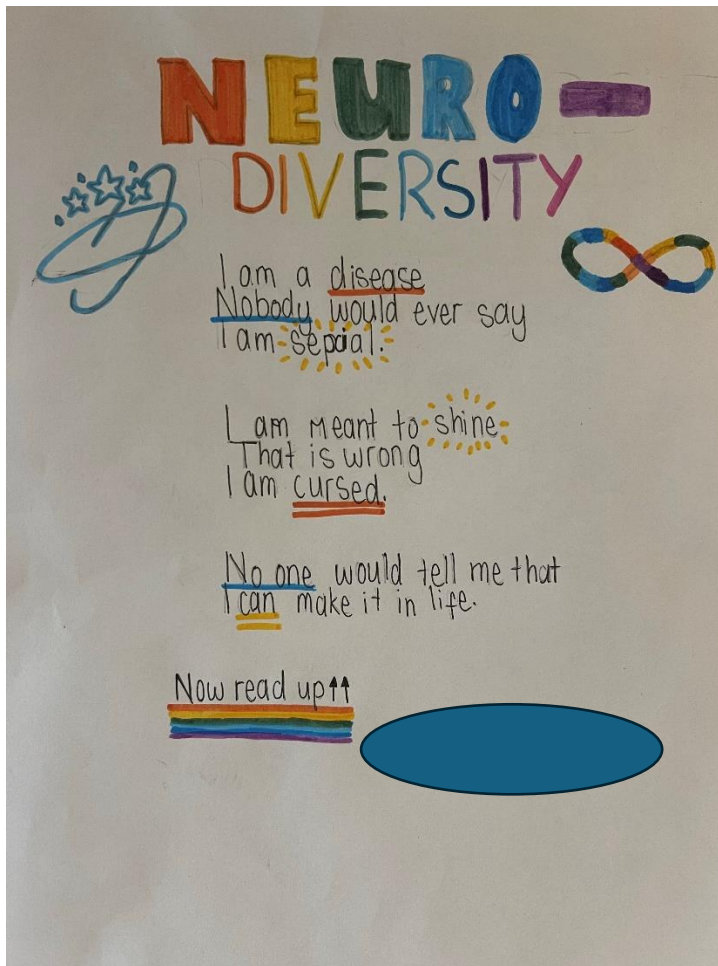 NEURO-
DIVERSITY
I am a disease
Nobody would ever say
I am sepcial.
I am meant to shine
That is wrong
I am cursed.
No one would tell me that
I can make it in life.
Now read up↑↑